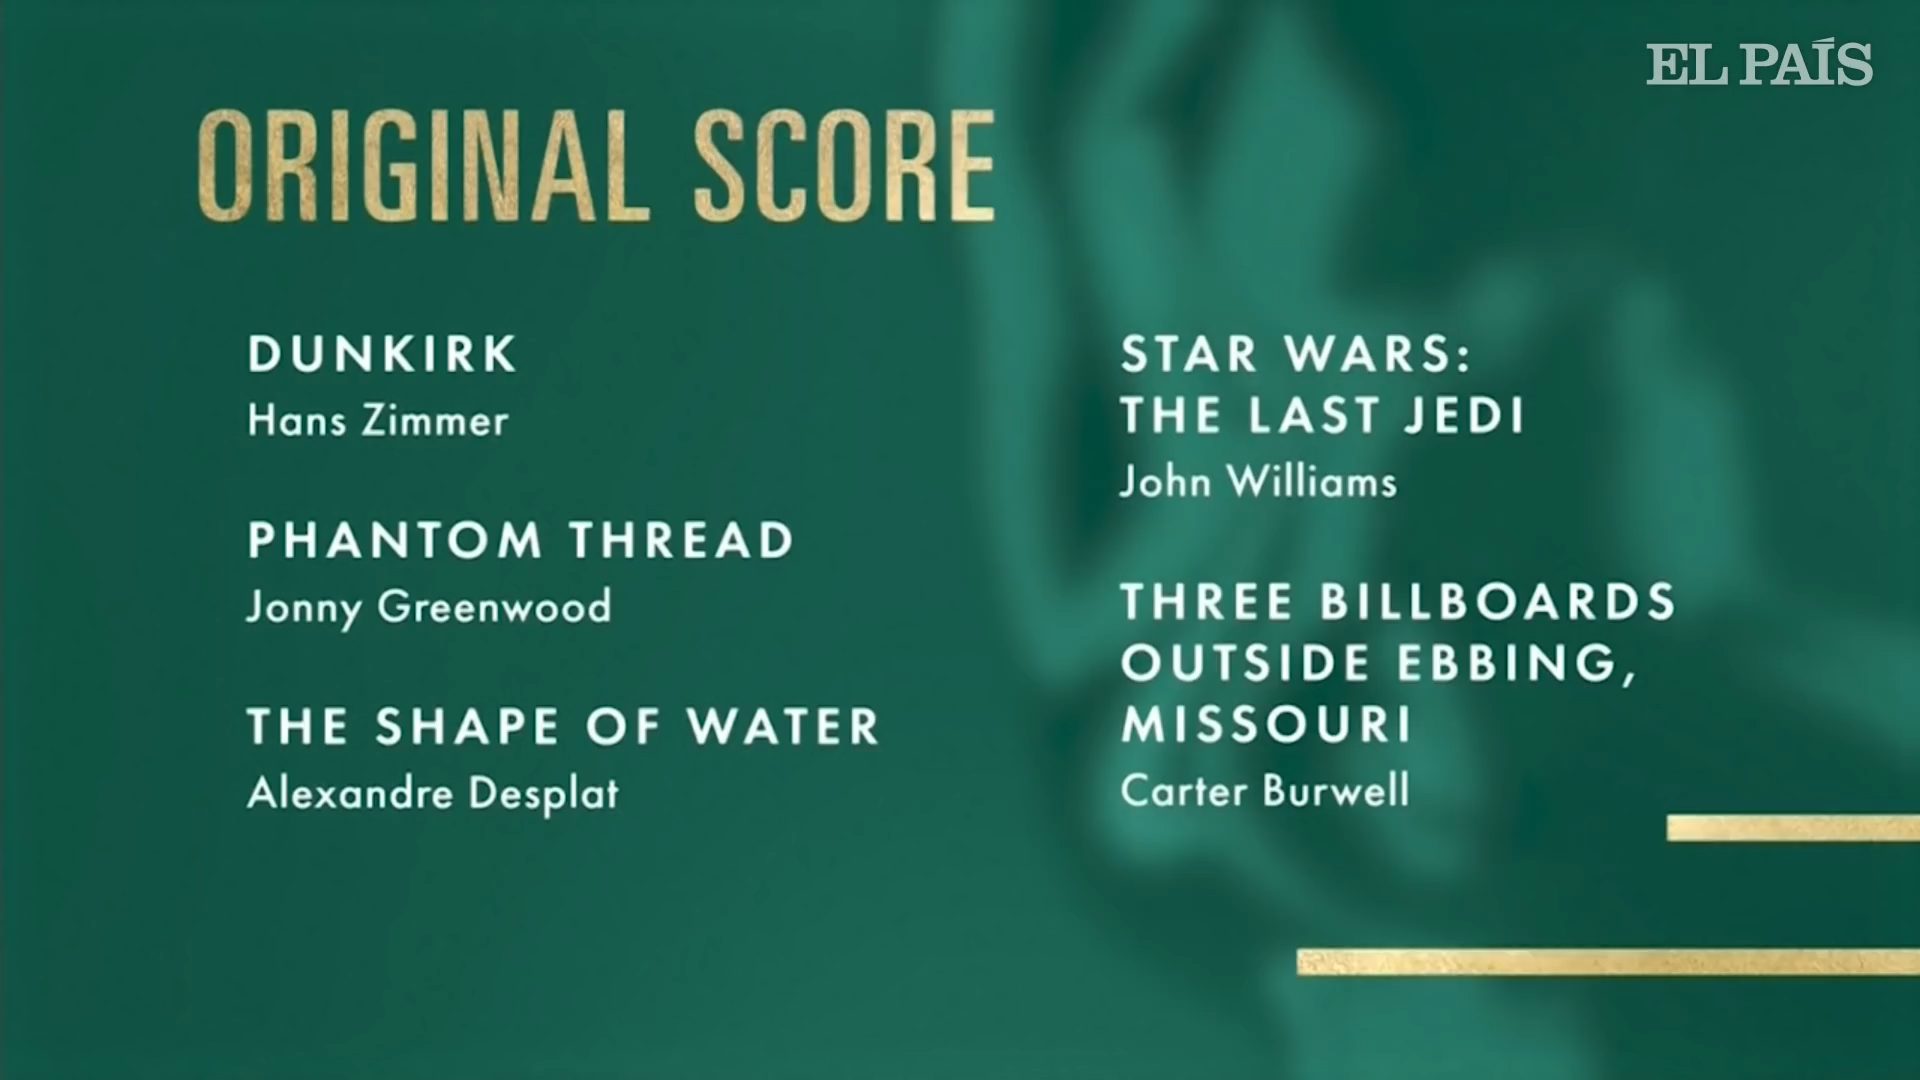 EL PAÍS
ORIGINAL SCORE
DUNKIRK
Hans Zimmer
PHANTOM THREAD
Jonny Greenwood
THE SHAPE OF WATER
Alexandre Desplat
STAR WARS:
THE LAST JEDI
John Williams
THREE BILLBOARDS
OUTSIDE EBBING,
MISSOURI
Carter Burwell